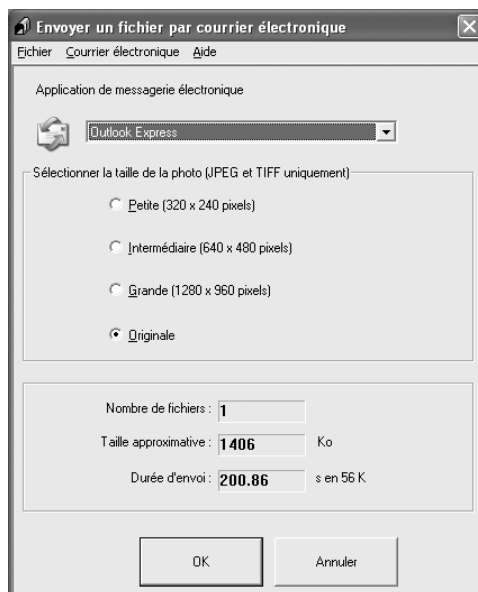 Envoyer un fichier par courrier électronique
Fichier Courrier électronique Aide
Application de messagerie électronique
Outlook Express
Sélectionner la taille de la photo (JPEG et TIFF uniquement)
Petite (320 x 240 pixels)
Intermédiaire (640 x 480 pixels)
Grande (1280 x 960 pixels)
Originale
Nombre de fichiers : 1
Taille approximative : 1406 Ko
Durée d'envoi : 200.86 s en 56 K
OK Annuler